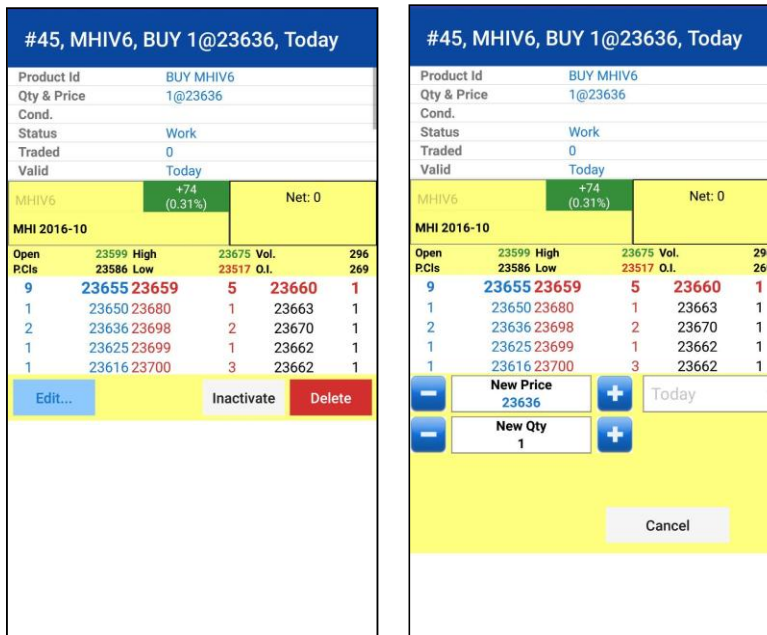 #45, MHIV6, BUY 1@23636, Today
Product Id BUY MHIV6
Qty & Price 1@23636
Cond.
Status Work
Traded 0
Valid Today
MHIV6 +74 (0.31%) Net: 0
MHI 2016-10
Open 23599 High 23675 Vol. 296
P.Cls 23586 Low 23517 O.I. 269
9 23655 23659 5 23660 1
1 23650 23680 1 23663 1
2 23636 23698 2 23670 1
1 23625 23699 1 23662 1
1 23616 23700 3 23662 1
Edit... Inactivate Delete
#45, MHIV6, BUY 1@23636, Today
Product Id BUY MHIV6
Qty & Price 1@23636
Cond.
Status Work
Traded 0
Valid Today
MHIV6 +74 (0.31%) Net: 0
MHI 2016-10
Open 23599 High 23675 Vol. 29
P.Cls 23586 Low 23517 O.I. 26
9 23655 23659 5 23660 1
1 23650 23680 1 23663 1
2 23636 23698 2 23670 1
1 23625 23699 1 23662 1
1 23616 23700 3 23662 1
New Price
23636 Today
New Qty
1
Cancel